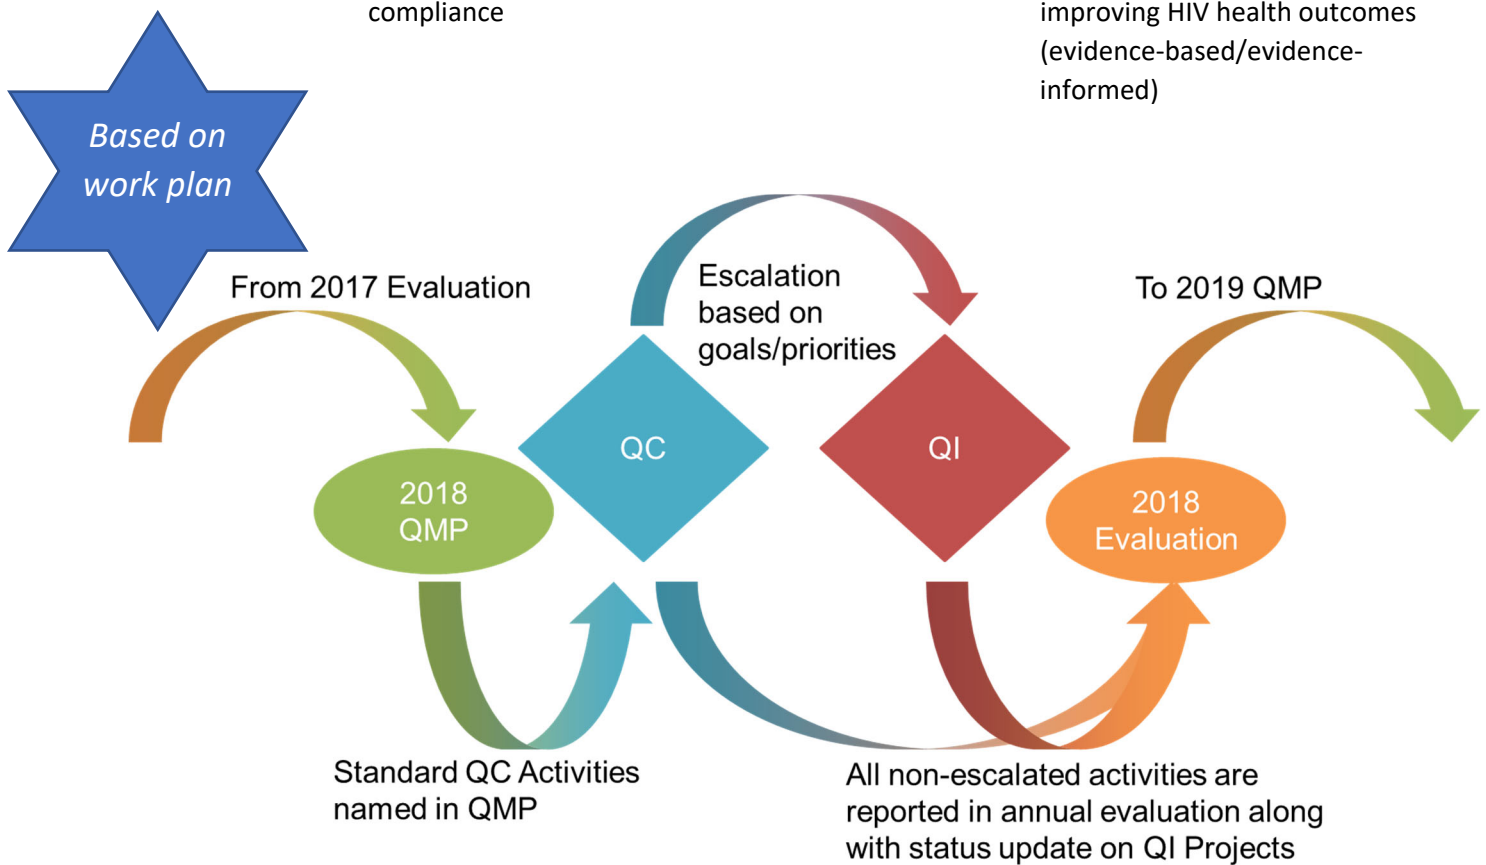 compliance
improving HIV health outcomes
(evidence-based/evidence-
informed)
Based on
work plan
From 2017 Evaluation
Escalation
based on
goals/priorities
To 2019 QMP
QC
QI
2018
QMP
2018
Evaluation
Standard QC Activities
named in QMP
All non-escalated activities are
reported in annual evaluation along
with status update on QI Projects